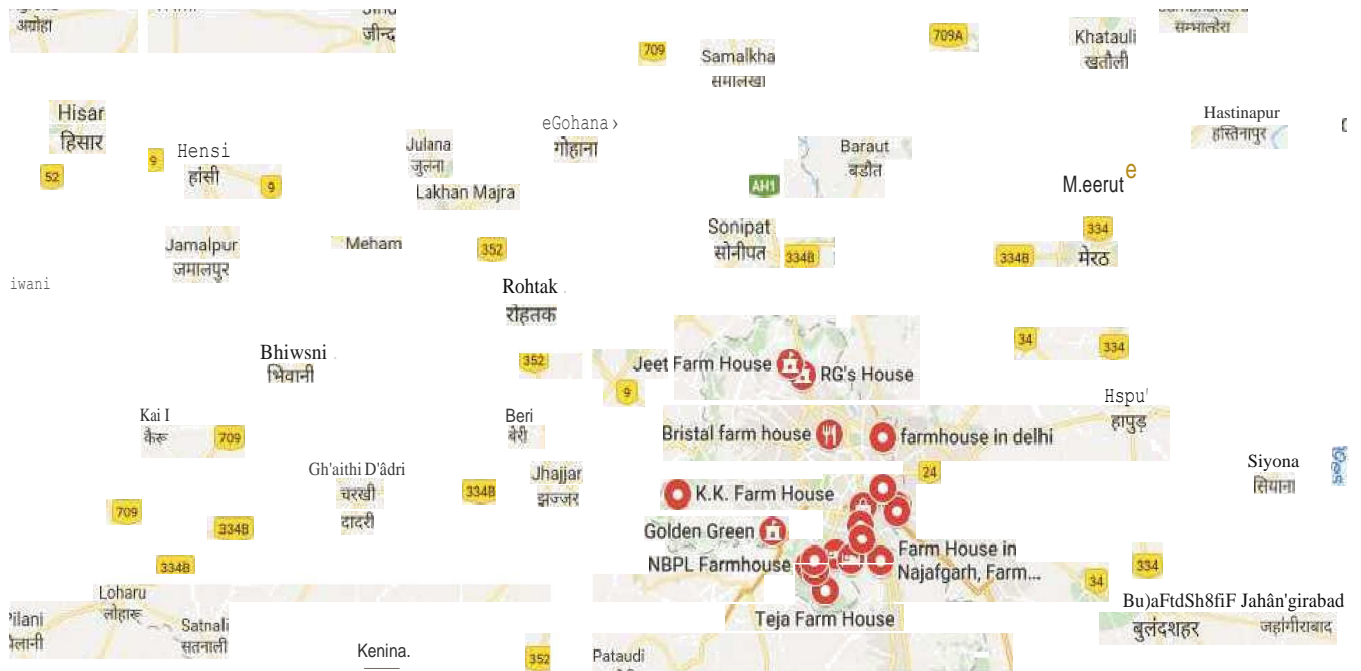 अग्रोहा
जीन्द
709
709A
Khatauli
खतौली
Samalkha
समालखा
Hisar
हिसार
52
9
Hensi
हांसी
9
Julana
जुलना
Lakhan Majra
eGohana›
गोहाना
Baraut
बडौत
AH1
Hastinapur
हस्तिनापुर
M.eerut e
334
334B
मेरठ
Jamalpur
जमालपुर
Meham
352
Sonipat
सोनीपत
334B
iwani
Rohtak
रोहतक
Bhiwsni
भिवानी
352
9
Jeet Farm House
RG's House
34
334
Kai I
कैरू
709
Beri
बेरी
Bristal farm house
farmhouse in delhi
Hspu'
हापुड़
Gh'aithi D'âdri
चरखी
दादरी
334B
Jhajjar
झज्जर
K.K. Farm House
24
Siyona
सियाना
709
334B
Golden Green
334B
NBPL Farmhouse
Farm House in
Najafgarh, Farm...
34
334
Loharu
लोहारू
Teja Farm House
Bu)aFtdSh8fiF Jahân'girabad
बुलंदशहर
जहांगीराबाद
Satnali
सतनाली
Kenina.
352
Pataudi